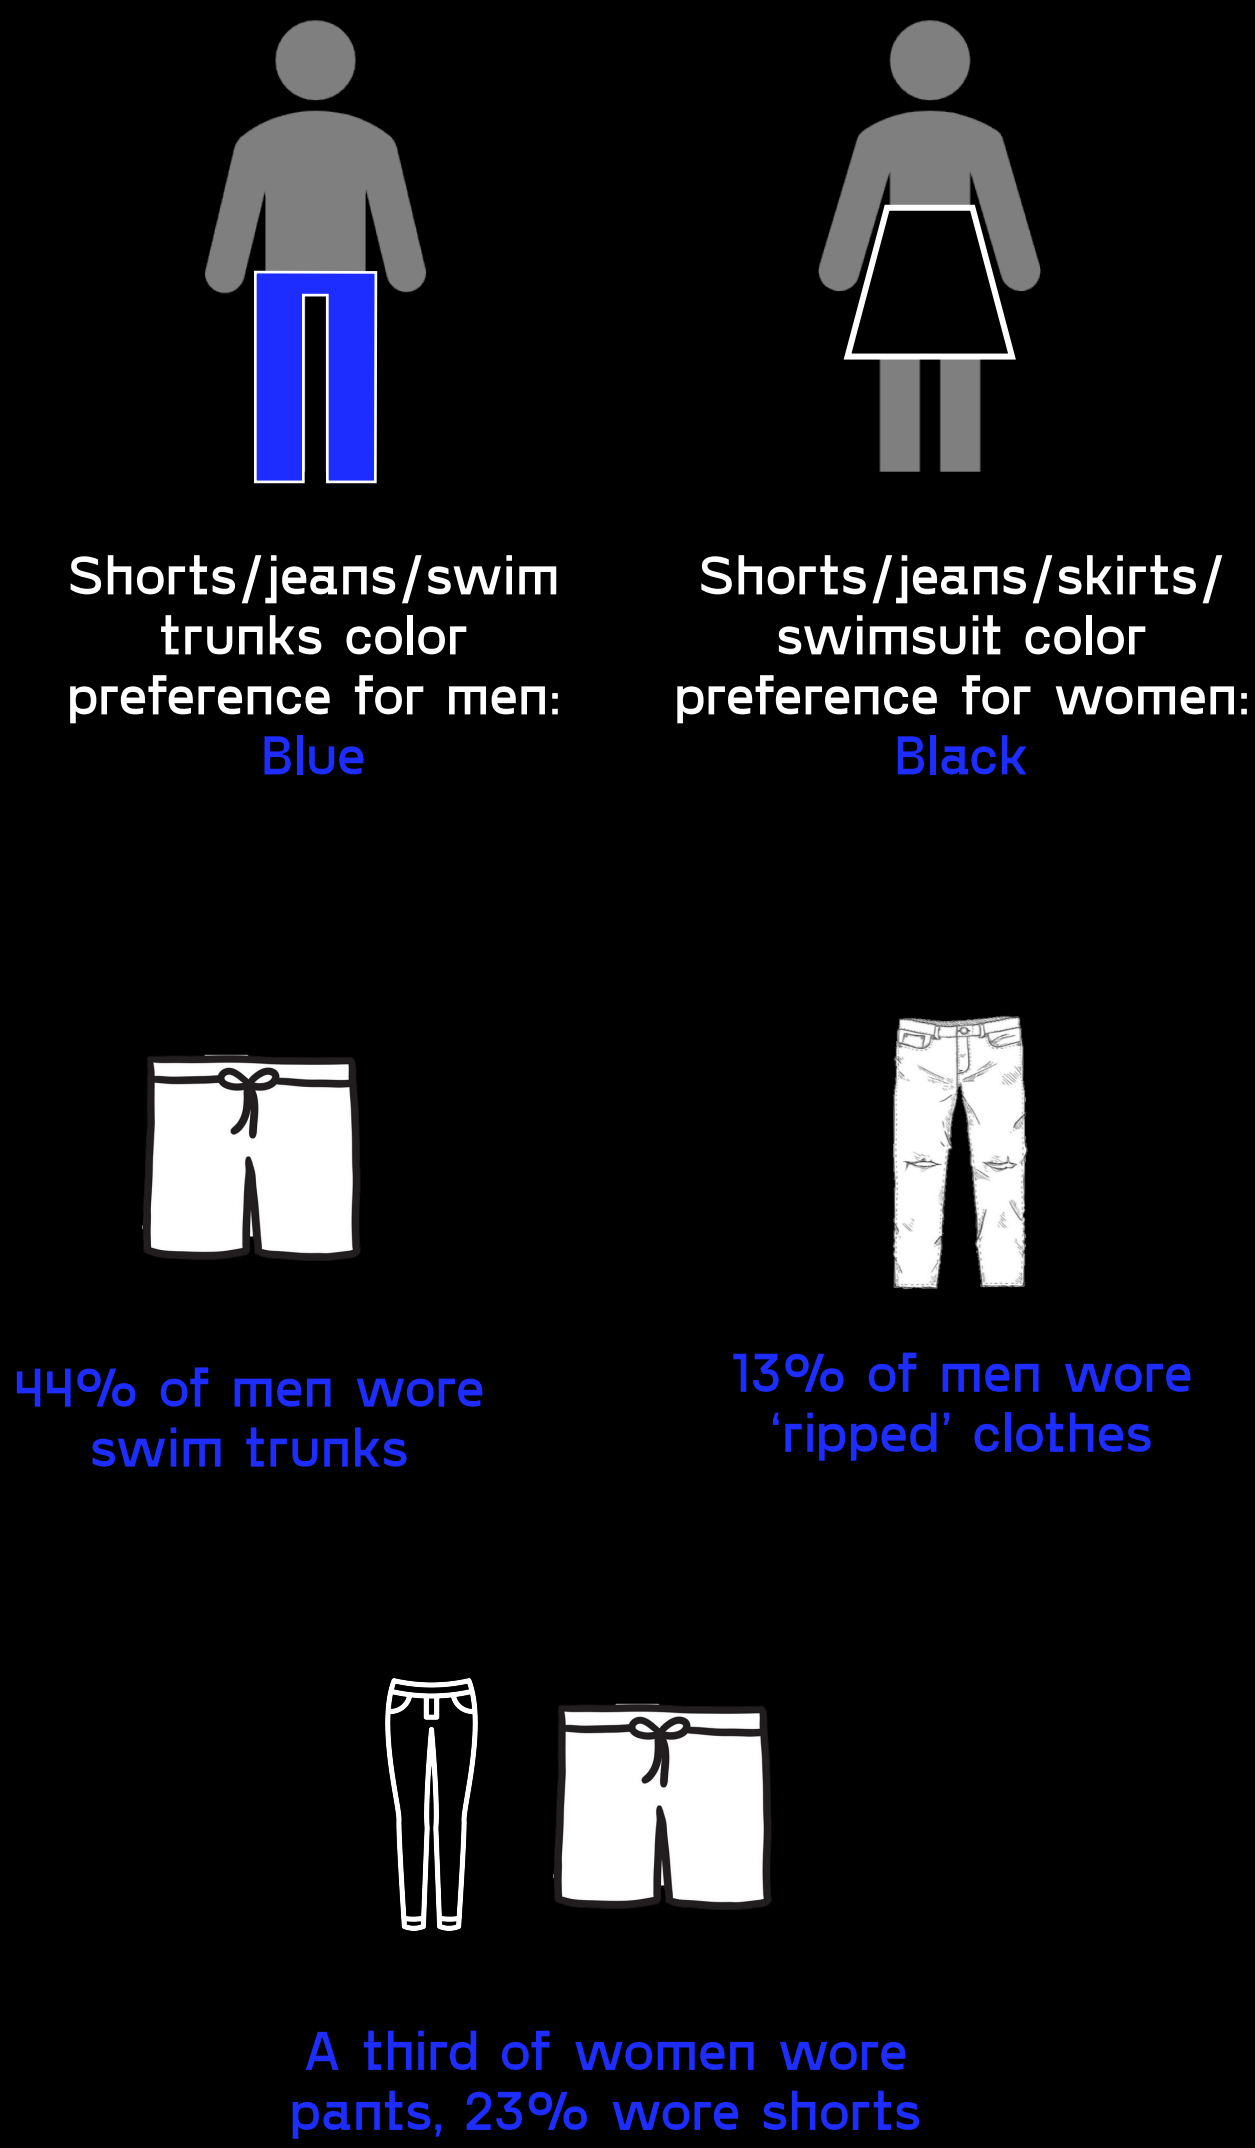 Shorts/jeans/swim
trunks color
preference for men:
Blue
Shorts/jeans/skirts/
swimsuit color
preference for women:
Black
44% of men wore
swim trunks
13% of men wore
‘ripped’ clothes
A third of women wore
pants, 23% wore shorts